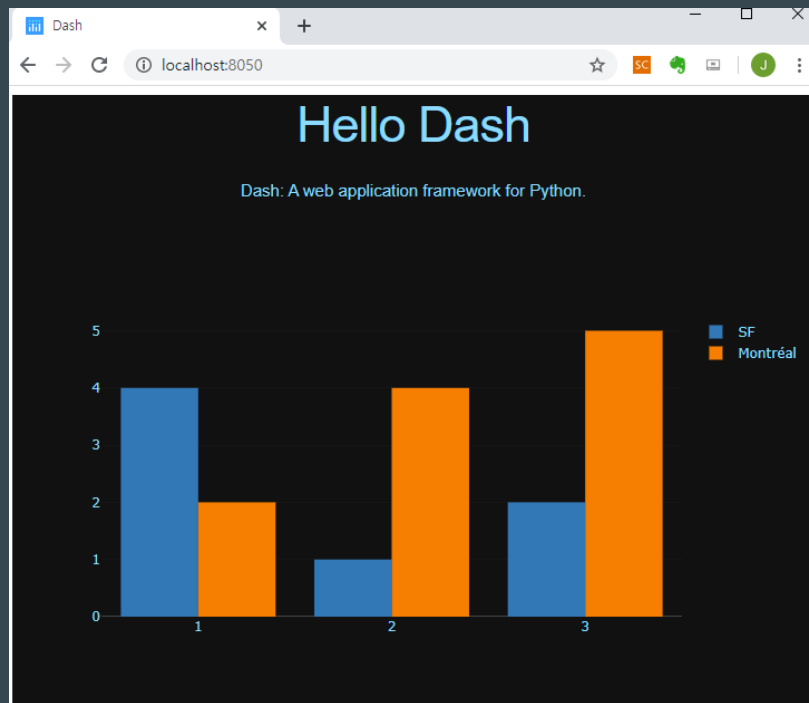 Dash
localhost:8050
SC
J
Hello Dash
Dash: A web application framework for Python.
5
4
3
2
1
0
1
2
3
SF
Montréal